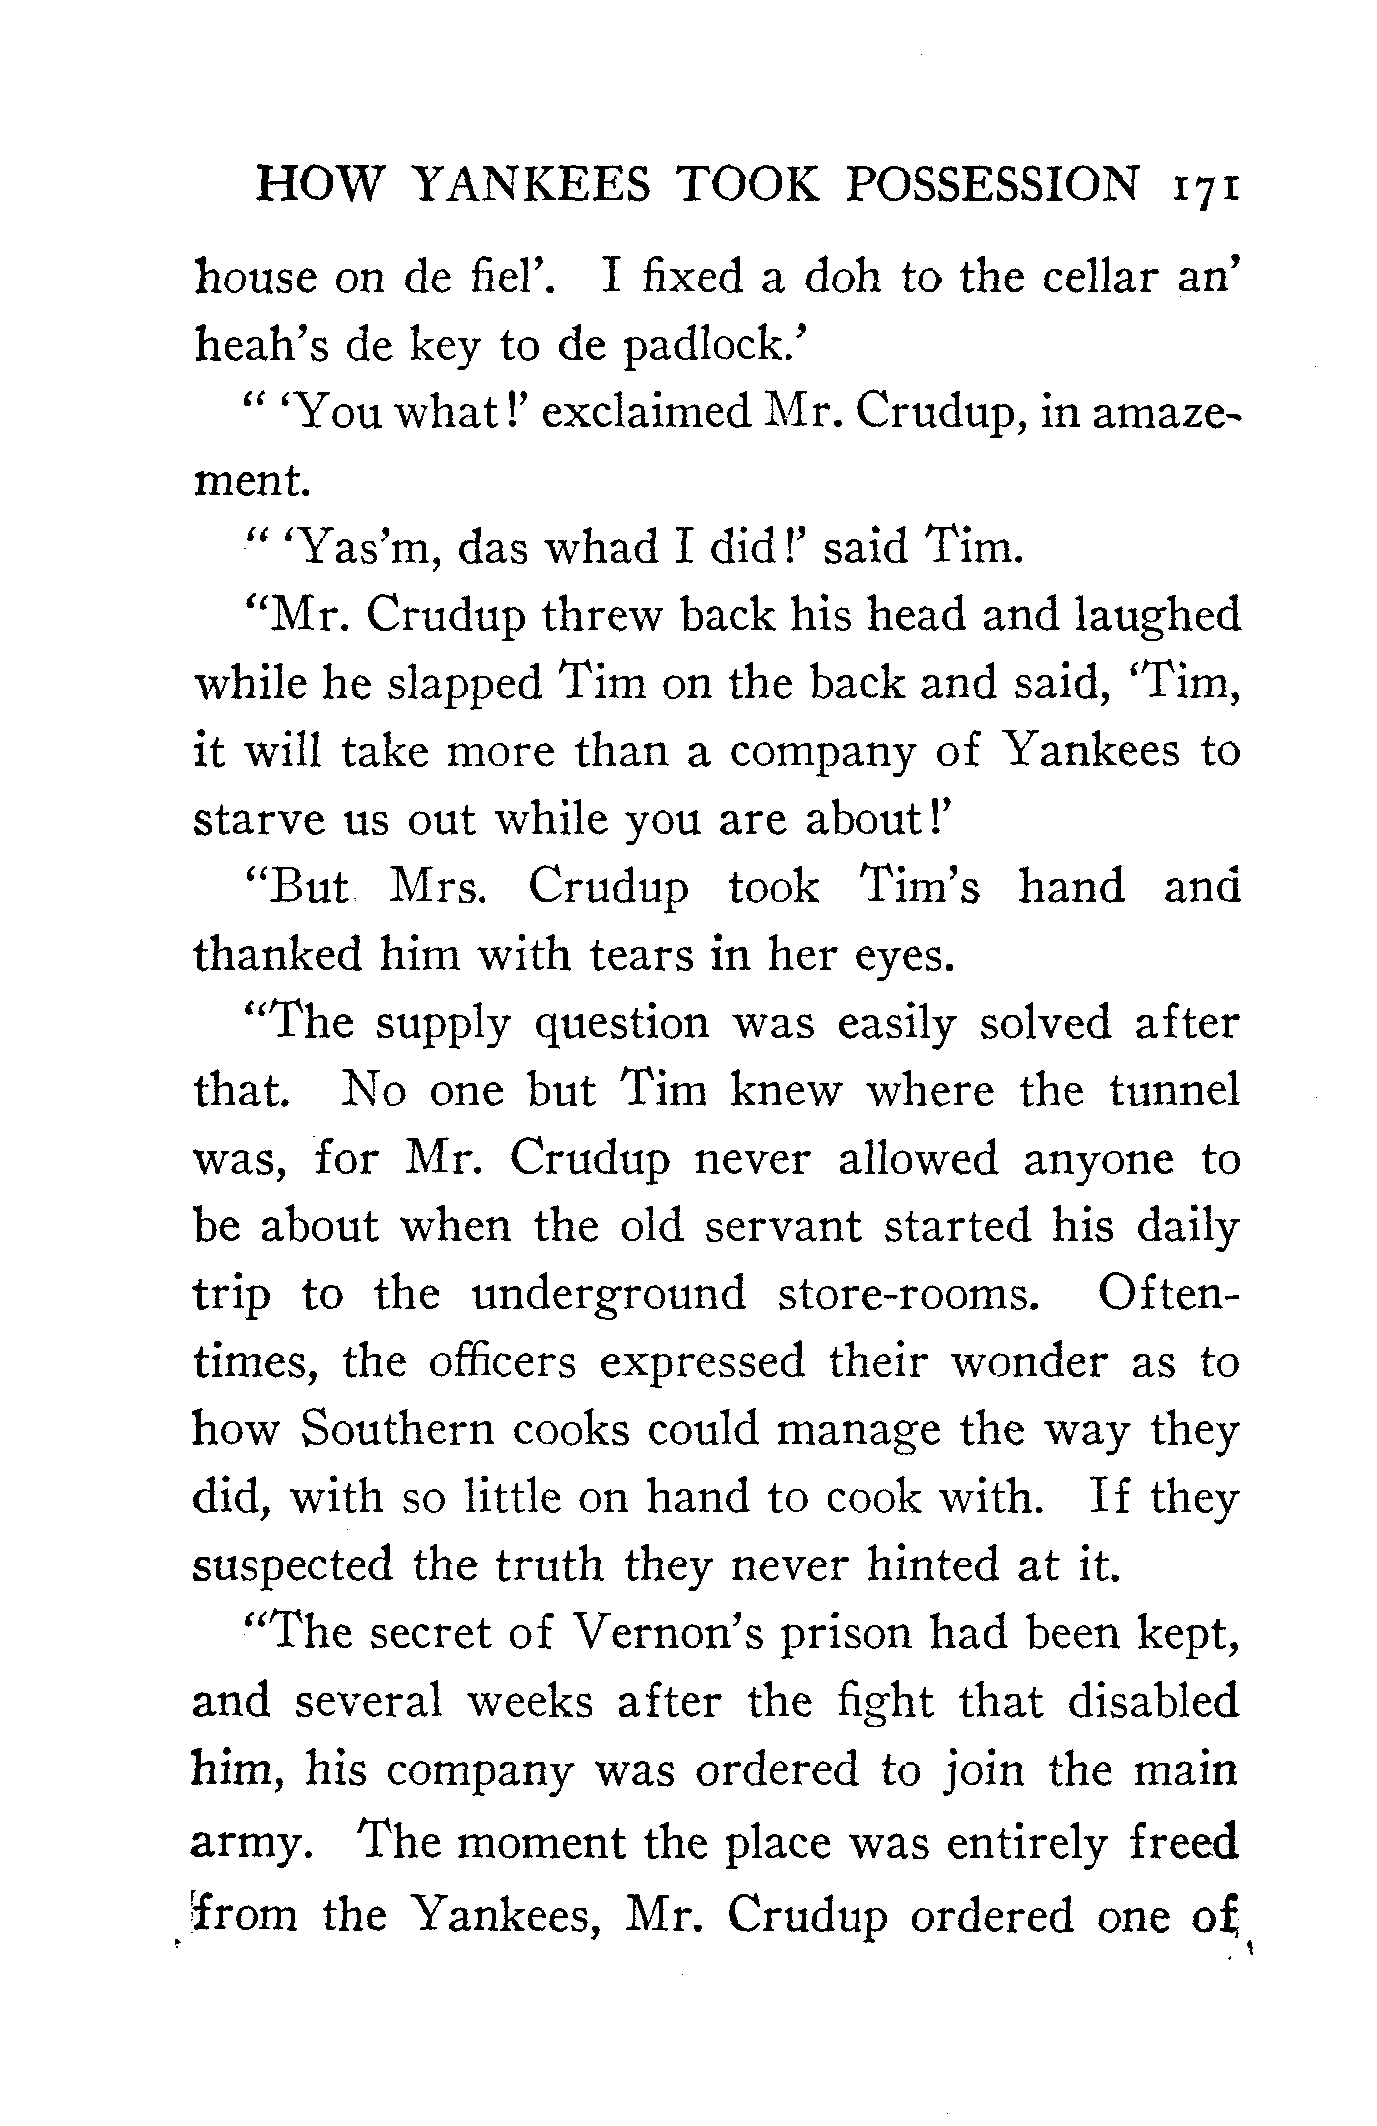 HOW YANKEES TOOK POSSESSION 171
house on de fiel'. I fixed a doh to the cellar an'
heah's de key to de padlock.'
" 'You what!' exclaimed Mr. Crudup, in amaze-
ment.
" 'Yas'm, das whad I did!' said Tim.
"Mr. Crudup threw back his head and laughed
while he slapped Tim on the back and said, 'Tim,
it will take more than a company of Yankees to
starve us out while you are about!'
"But Mrs. Crudup took Tim's hand and
thanked him with tears in her eyes.
"The supply question was easily solved after
that. No one but Tim knew where the tunnel
was, for Mr. Crudup never allowed anyone to
be about when the old servant started his daily
trip to the underground store-rooms. Often-
times, the officers expressed their wonder as to
how Southern cooks could manage the way they
did, with so little on hand to cook with. If they
suspected the truth they never hinted at it.
"The secret of Vernon's prison had been kept,
and several weeks after the fight that disabled
him, his company was ordered to join the main
army. The moment the place was entirely freed
from the Yankees, Mr. Crudup ordered one of